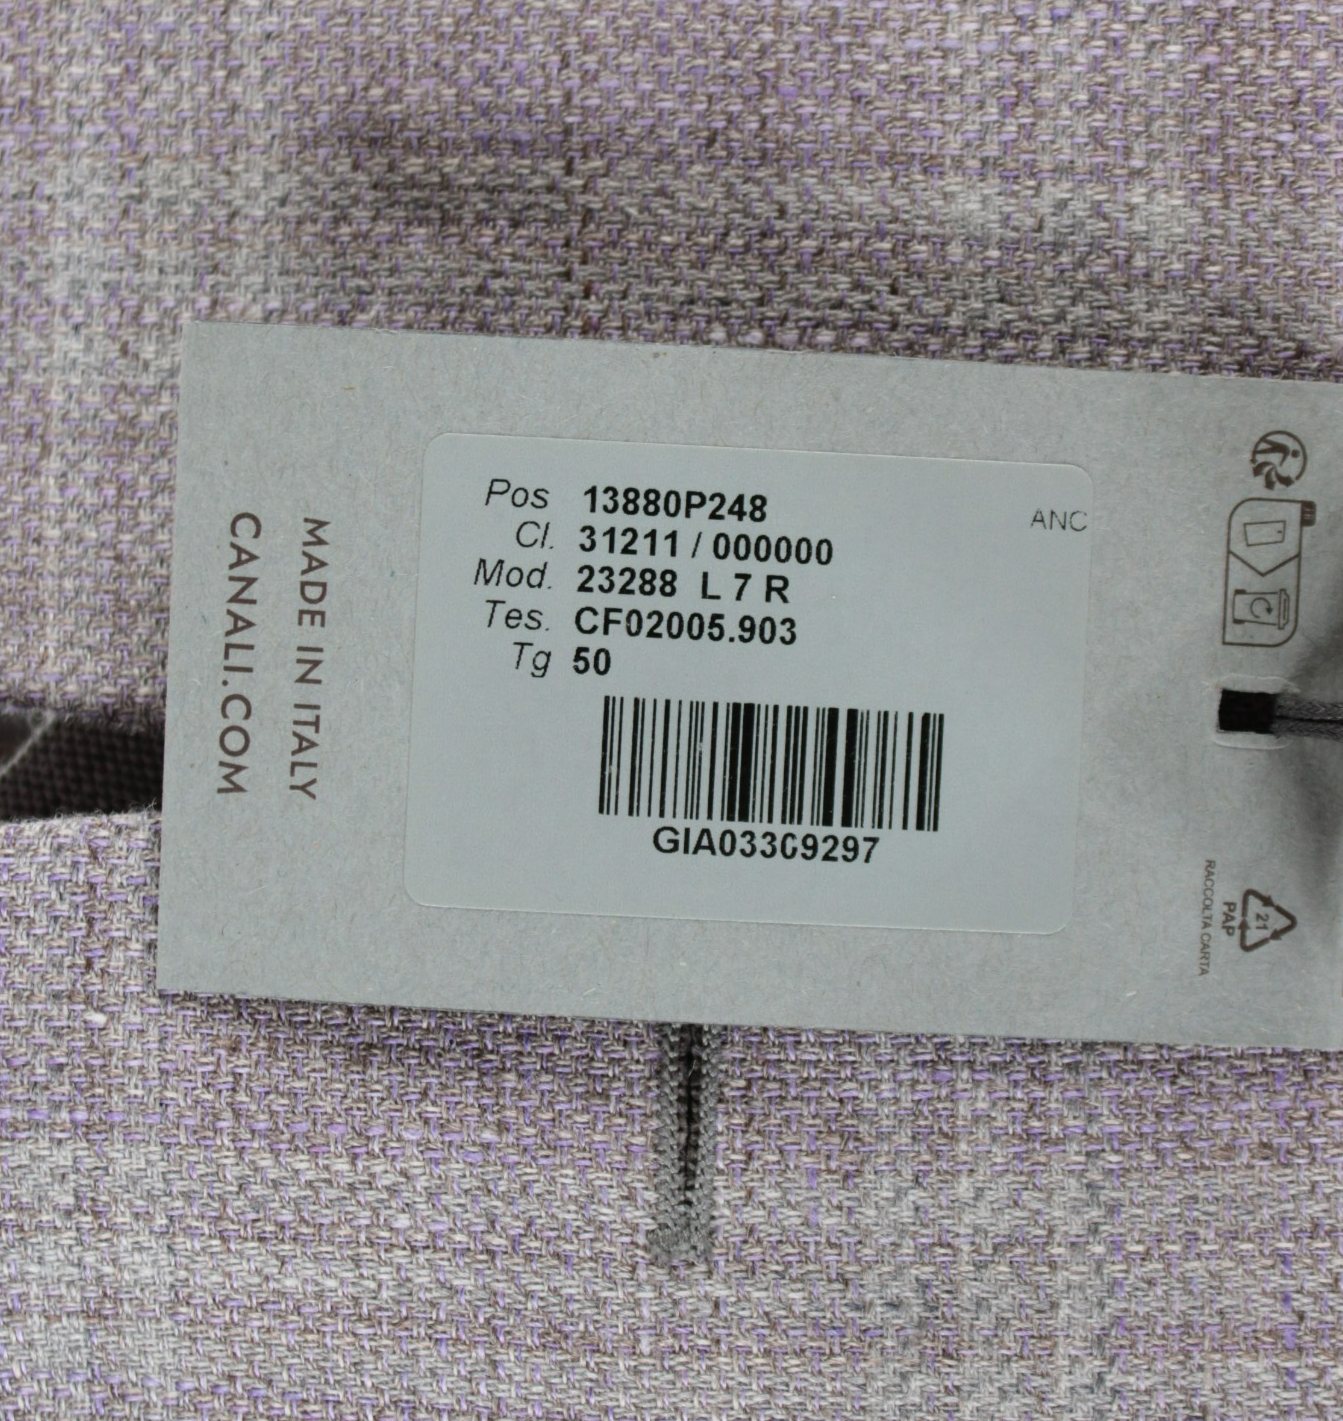 Pos 13880P248
ANC
Cl. 31211 / 000000
Mod. 23288 L 7 R
Tes. CF02005.903
Tg 50
GIA03309297
MADE IN ITALY
CANALI.COM
21
PAP
RACCOLTA CARTA